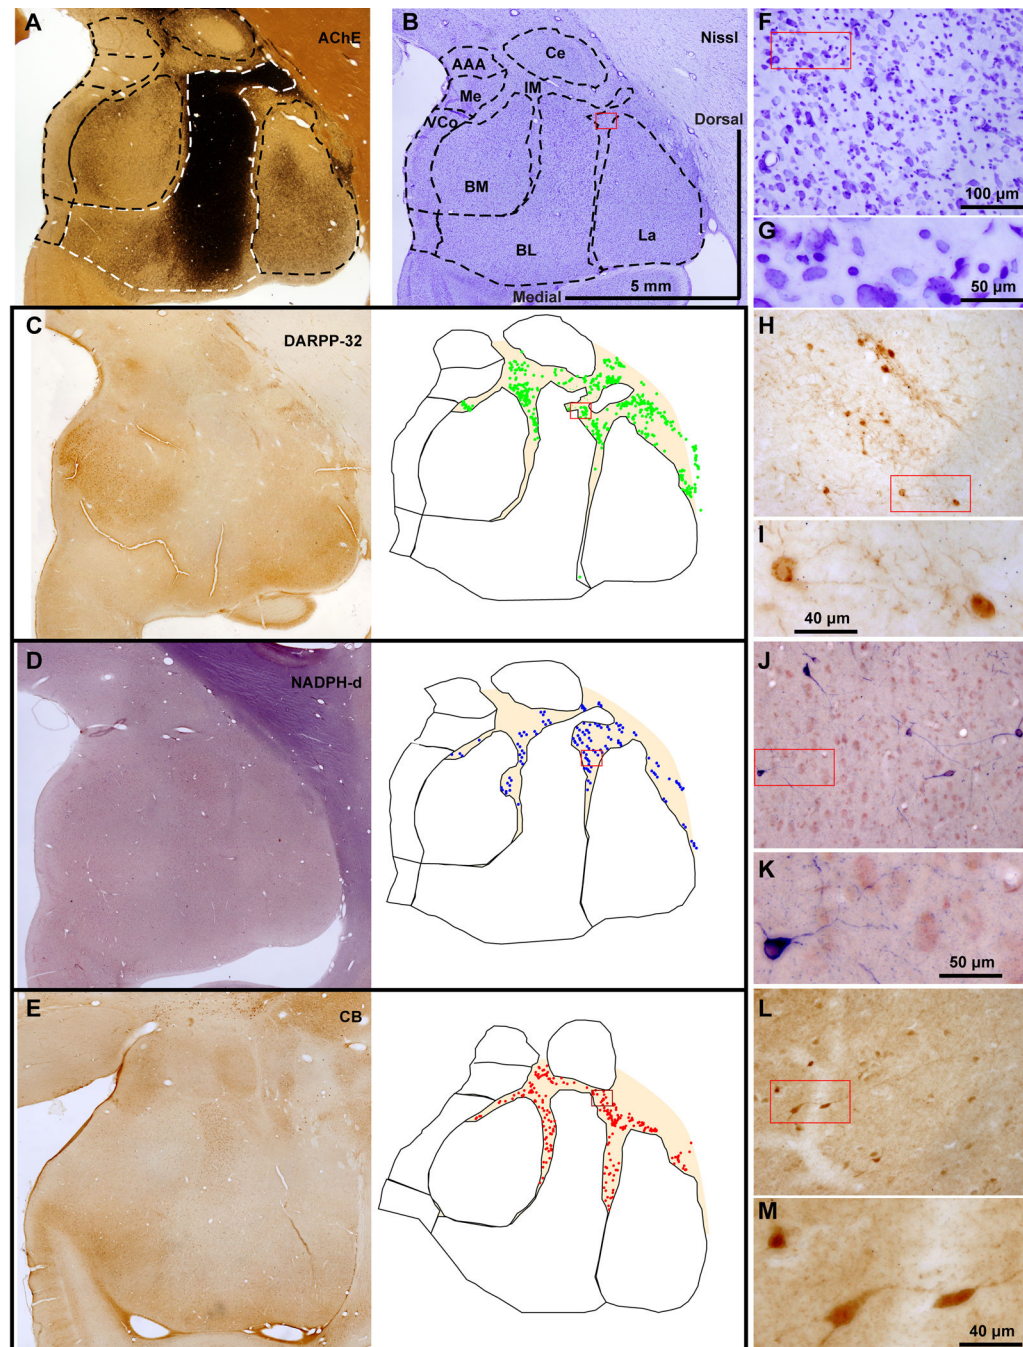 A
AChE
B
Nissl
AAA
Ce
Me
IM
VCo
Dorsal
BM
BL
La
5 mm
Medial
F
100 µm
G
50 µm
C
DARPP-32
H
I
40 µm
D
NADPH-d
J
K
50 µm
E
CB
L
M
40 µm